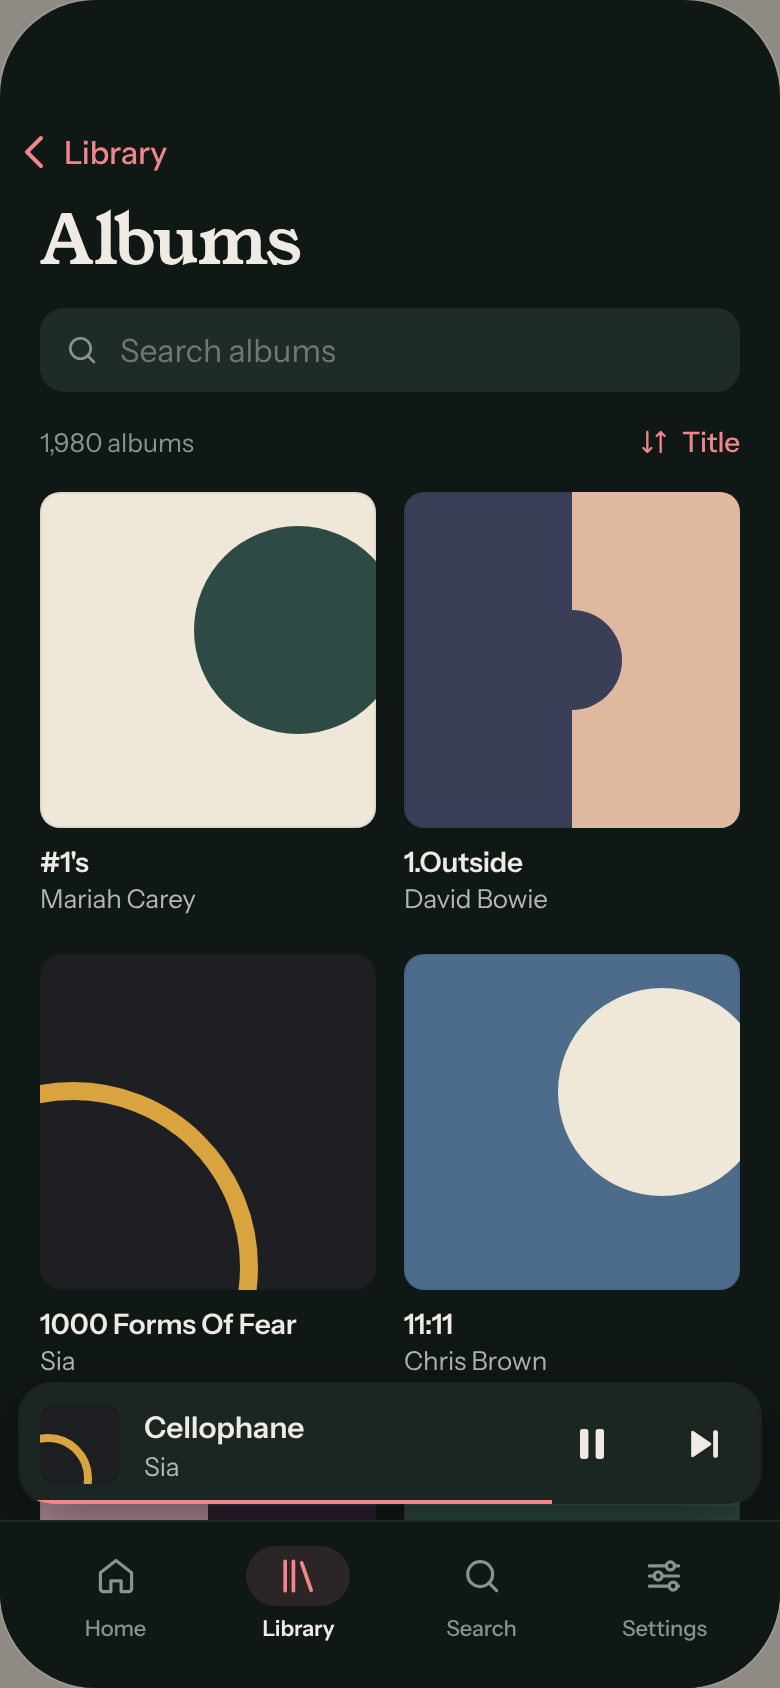 Library
Albums
Search albums
1,980 albums
Title
#1's
Mariah Carey
1.Outside
David Bowie
1000 Forms Of Fear
Sia
11:11
Chris Brown
Cellophane
Sia
Home
Library
Search
Settings